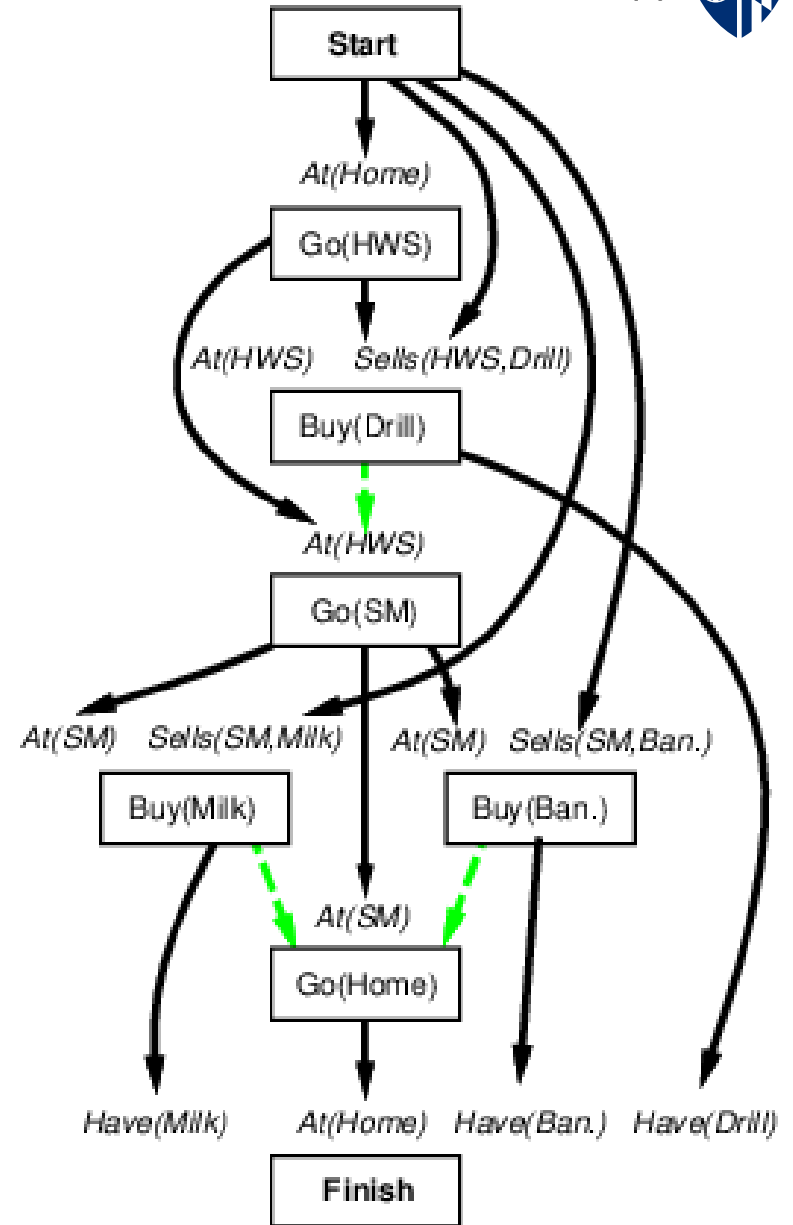 Start
At(Home)
Go(HWS)
At(HWS) Sells(HWS,Drill)
Buy(Drill)
At(HWS)
Go(SM)
At(SM) Sells(SM,Milk) At(SM) Sells(SM,Ban.)
Buy(Milk) Buy(Ban.)
At(SM)
Go(Home)
Have(Milk) At(Home) Have(Ban.) Have(Drill)
Finish